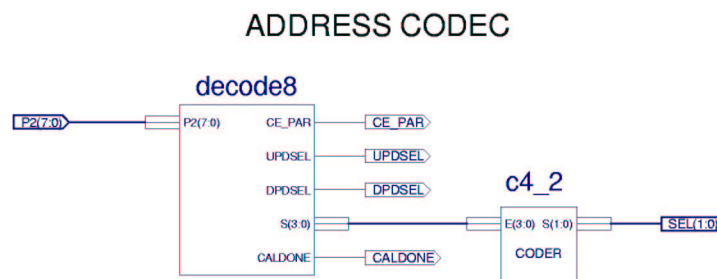 ADDRESS CODEC
decode8
P2(7:0) P2(7:0) CE_PAR CE_PAR
UPDSEL UPDSEL
DPDSEL DPDSEL
c4_2
S(3:0) E(3:0) S(1:0) SEL(1:0)
CODER
CALDONE CALDONE